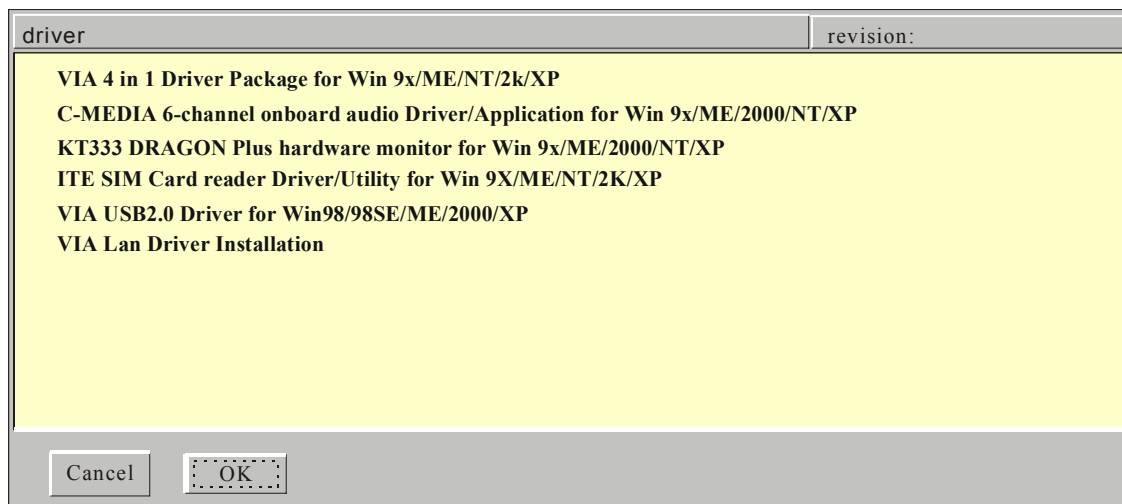 driver revision:
VIA 4 in 1 Driver Package for Win 9x/ME/NT/2k/XP
C-MEDIA 6-channel onboard audio Driver/Application for Win 9x/ME/2000/NT/XP
KT333 DRAGON Plus hardware monitor for Win 9x/ME/2000/NT/XP
ITE SIM Card reader Driver/Utility for Win 9X/ME/NT/2K/XP
VIA USB2.0 Driver for Win98/98SE/ME/2000/XP
VIA Lan Driver Installation
Cancel OK